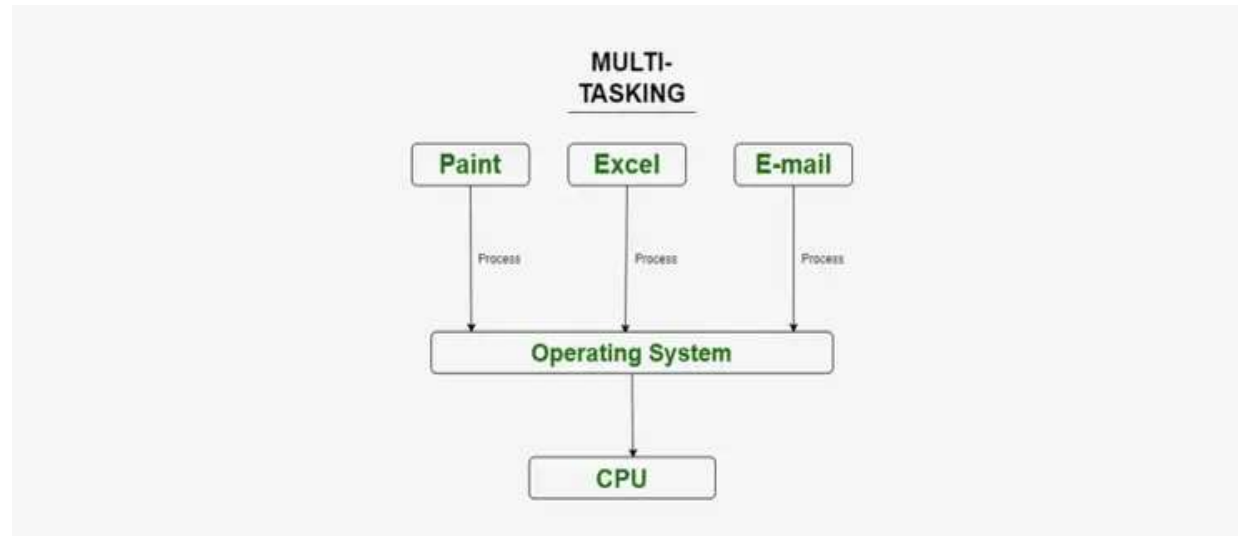 MULTI-
TASKING
Paint
Excel
E-mail
Process
Process
Process
Operating System
CPU